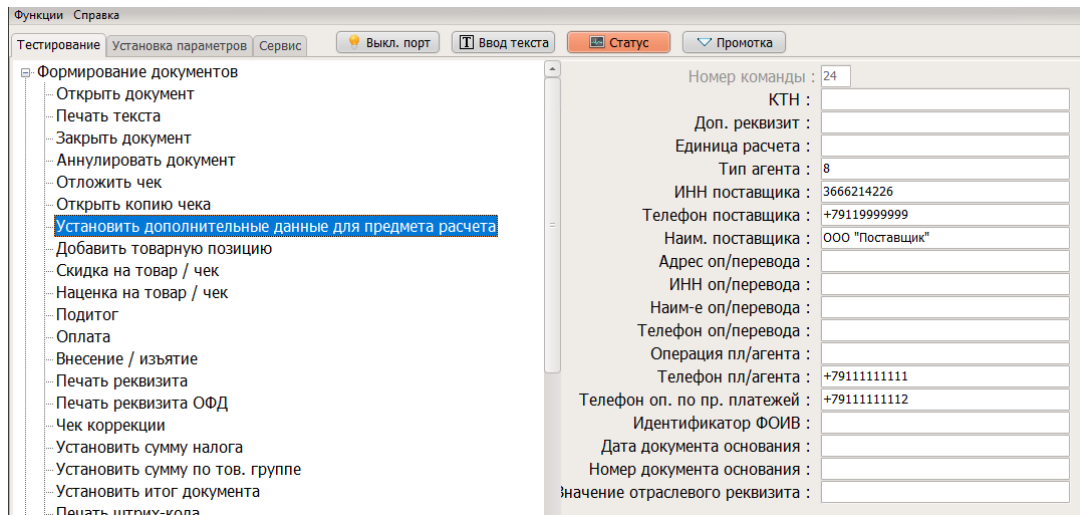 Функции Справка
Тестирование Установка параметров Сервис Выкл. порт Ввод текста Статус Промотка
Формирование документов
Открыть документ
Печать текста
Закрыть документ
Аннулировать документ
Отложить чек
Открыть копию чека
Установить дополнительные данные для предмета расчета
Добавить товарную позицию
Скидка на товар / чек
Наценка на товар / чек
Подитог
Оплата
Внесение / изъятие
Печать реквизита
Печать реквизита ОФД
Чек коррекции
Установить сумму налога
Установить сумму по тов. группе
Установить итог документа
Печать штрих-кода
Номер команды : 24
КТН :
Доп. реквизит :
Единица расчета :
Тип агента : 8
ИНН поставщика : 3666214226
Телефон поставщика : +79119999999
Наим. поставщика : ООО "Поставщик"
Адрес оп/перевода :
ИНН оп/перевода :
Наим-е оп/перевода :
Телефон оп/перевода :
Операция пл/агента :
Телефон пл/агента : +79111111111
Телефон оп. по пр. платежей : +79111111112
Идентификатор ФОИВ :
Дата документа основания :
Номер документа основания :
Значение отраслевого реквизита :